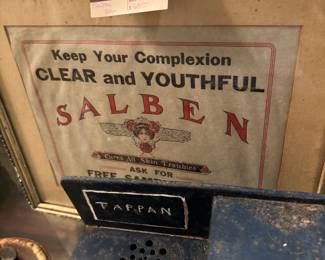 Keep Your Complexion
CLEAR and YOUTHFUL
SALBEN
Cures All Skin Troubles
ASK FOR
FREE
TAPPAN